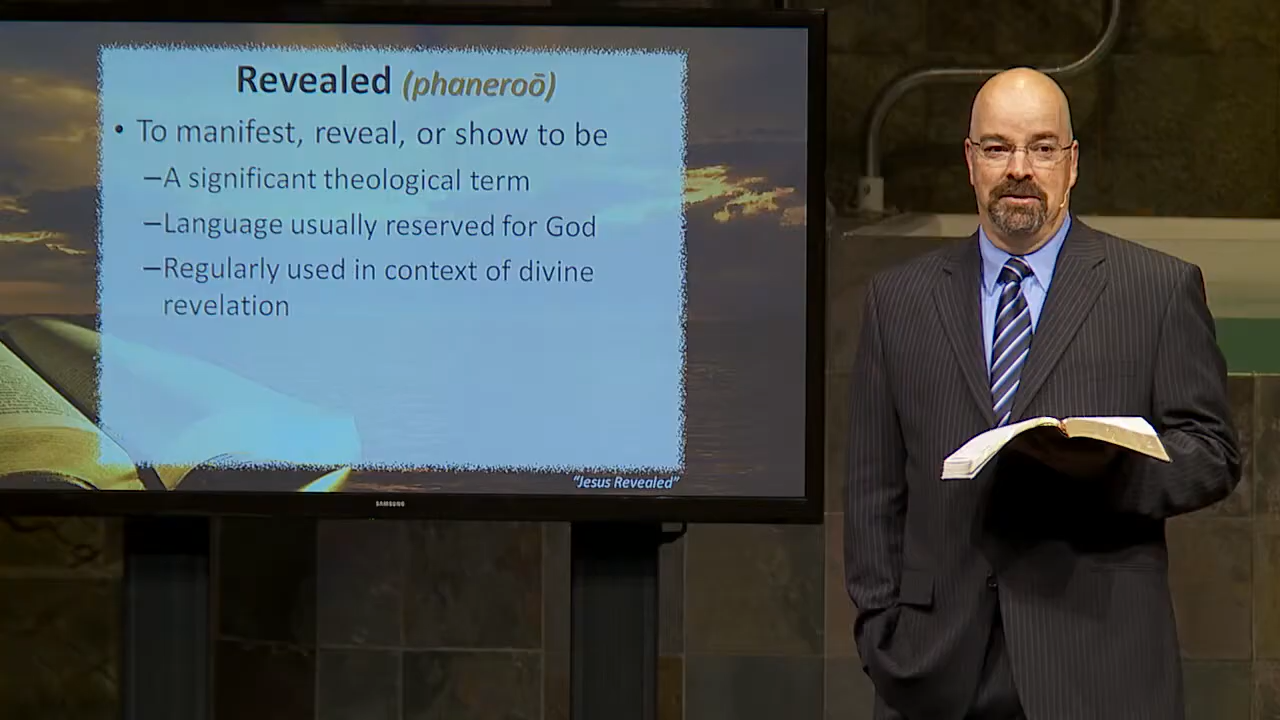 Revealed (phaneroō)
• To manifest, reveal, or show to be
–A significant theological term
–Language usually reserved for God
–Regularly used in context of divine
revelation
"Jesus Revealed"
SAMSUNG